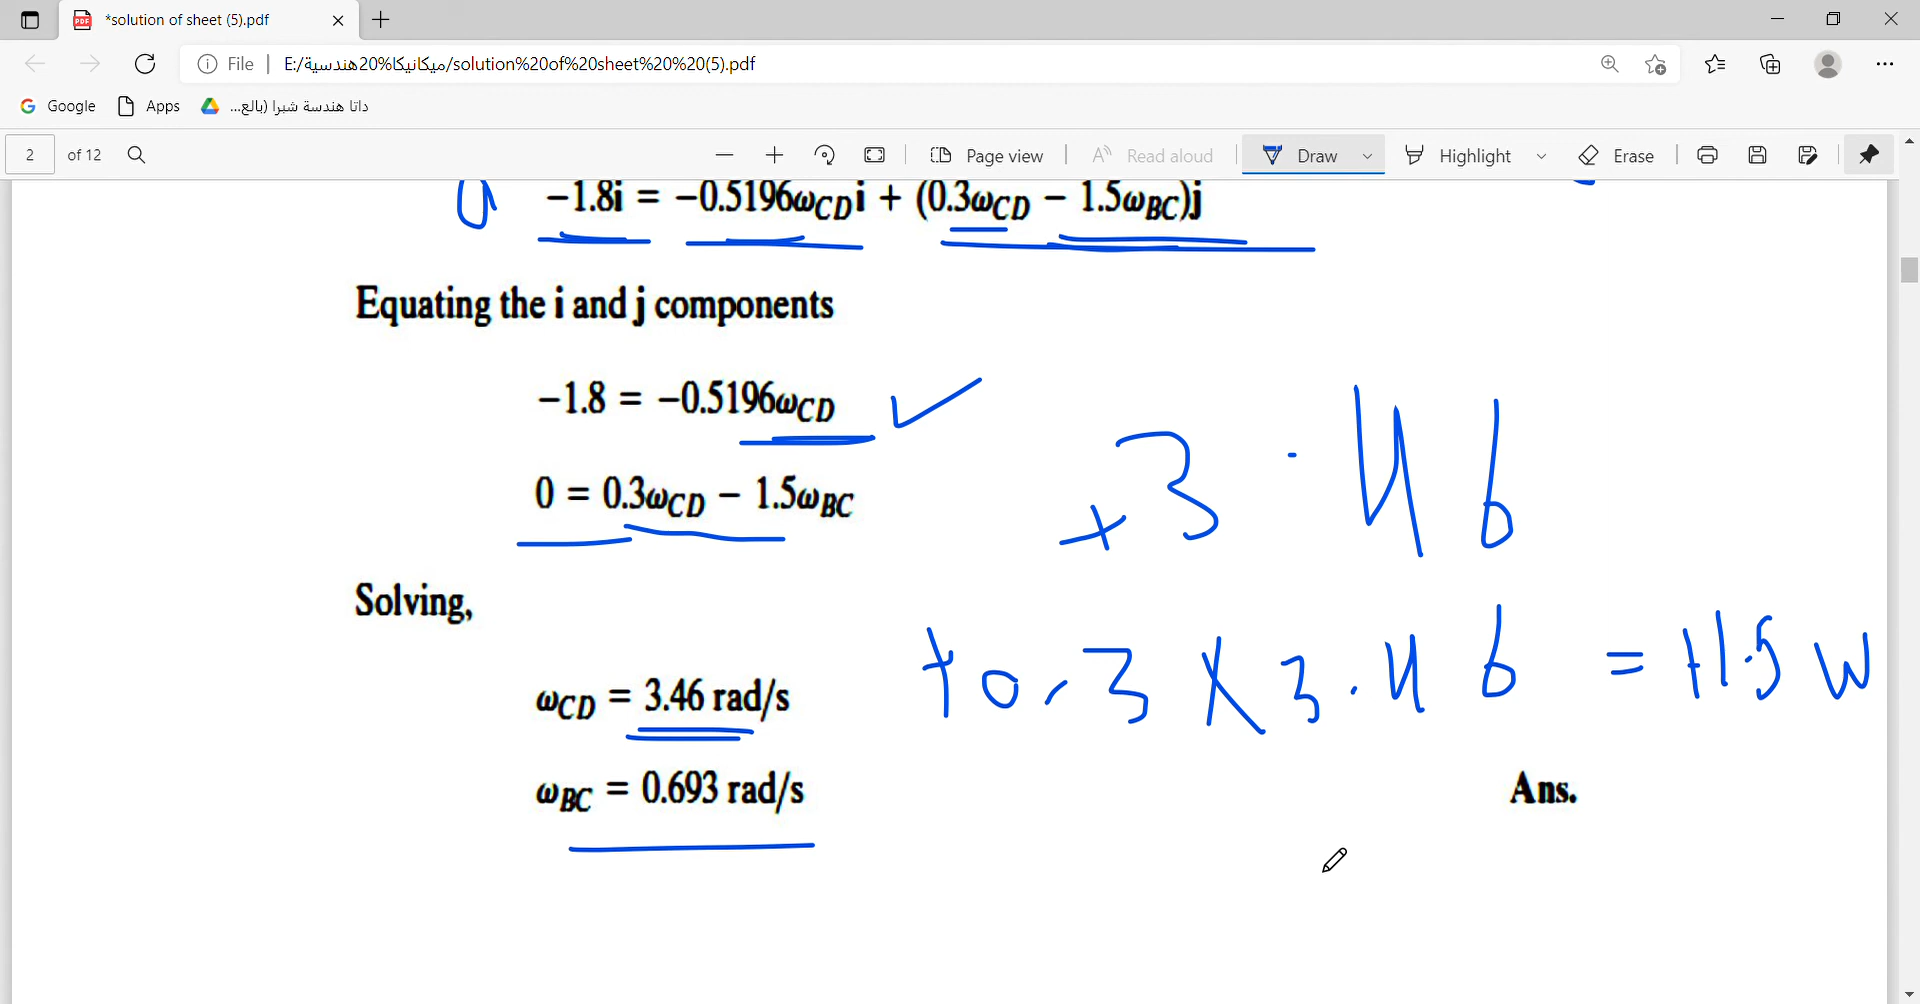 *solution of sheet (5).pdf
File | E:/ميكانيكا%20هندسية/solution%20of%20sheet%20%20(5).pdf
Google Apps داتا هندسة شبرا (بالع...
2 of 12 Page view Read aloud Draw Highlight Erase
−1.8i = −0.5196ωCDi + (0.3ωCD − 1.5ωBC)j
Equating the i and j components
−1.8 = −0.5196ωCD
+3.46
0 = 0.3ωCD − 1.5ωBC
Solving,
ωCD = 3.46 rad/s
+0.3 X 3.46 = +1.5 W
ωBC = 0.693 rad/s
Ans.